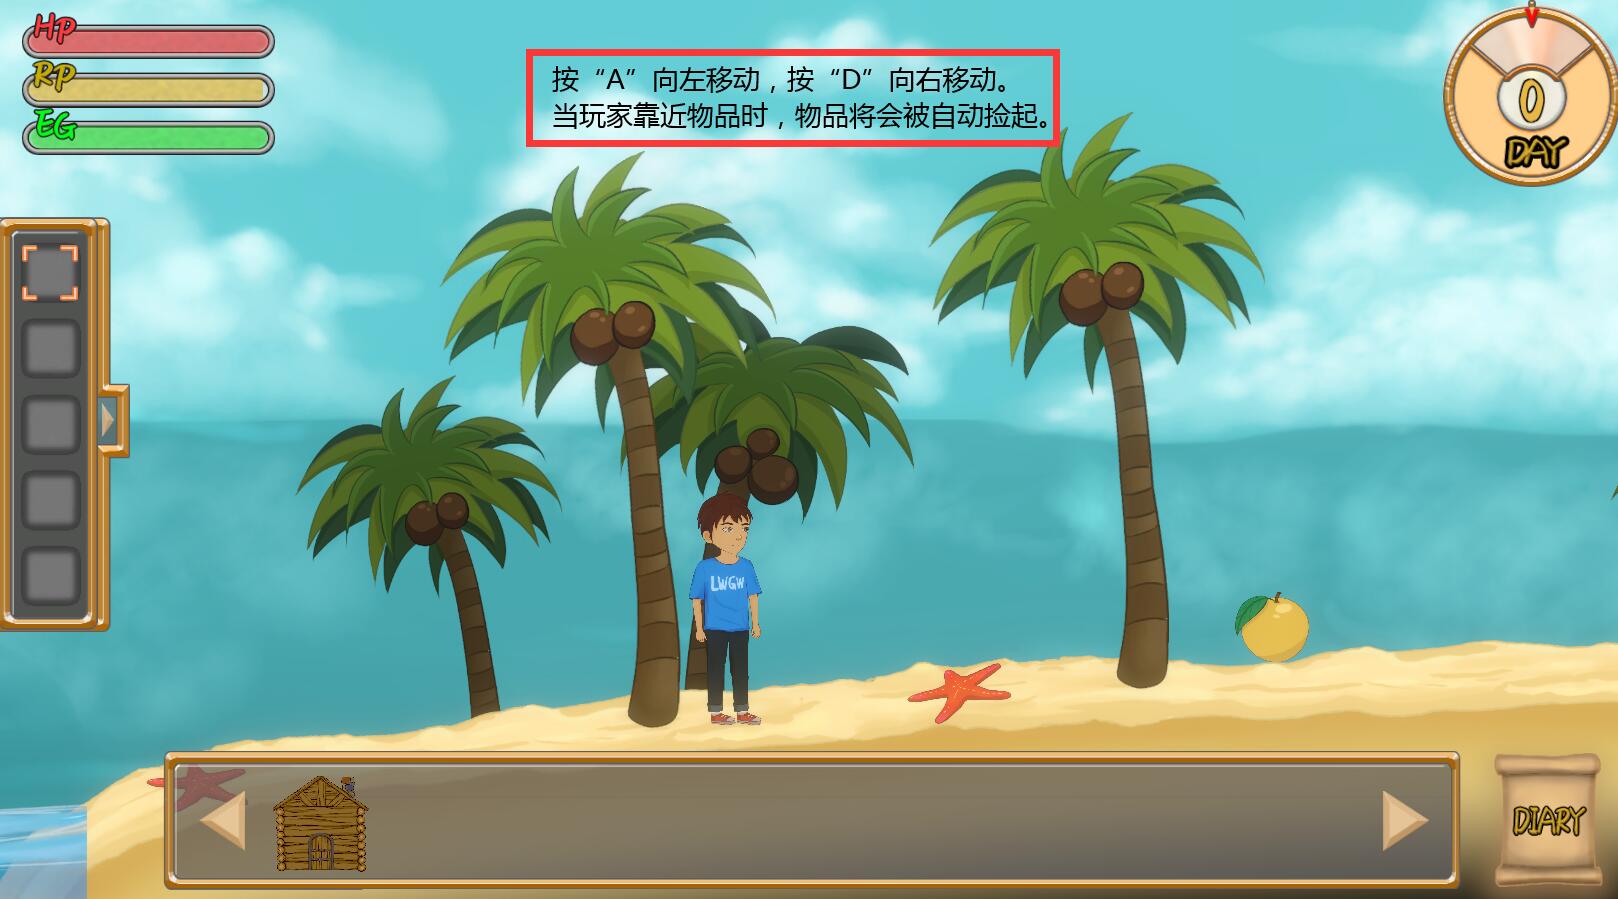 Hp
RP
EG
按“A”向左移动，按“D”向右移动。
当玩家靠近物品时，物品将会被自动捡起。
0
DAY
LWGW
DIARY